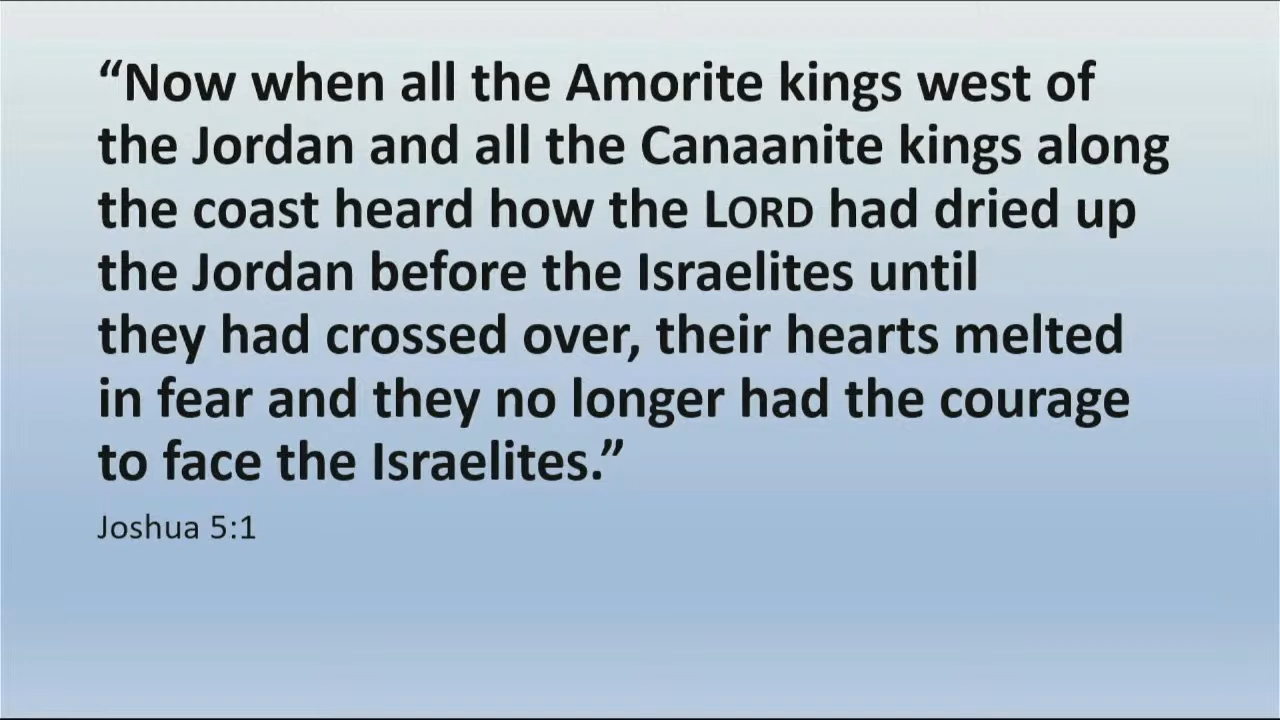 “Now when all the Amorite kings west of
the Jordan and all the Canaanite kings along
the coast heard how the LORD had dried up
the Jordan before the Israelites until
they had crossed over, their hearts melted
in fear and they no longer had the courage
to face the Israelites.”
Joshua 5:1